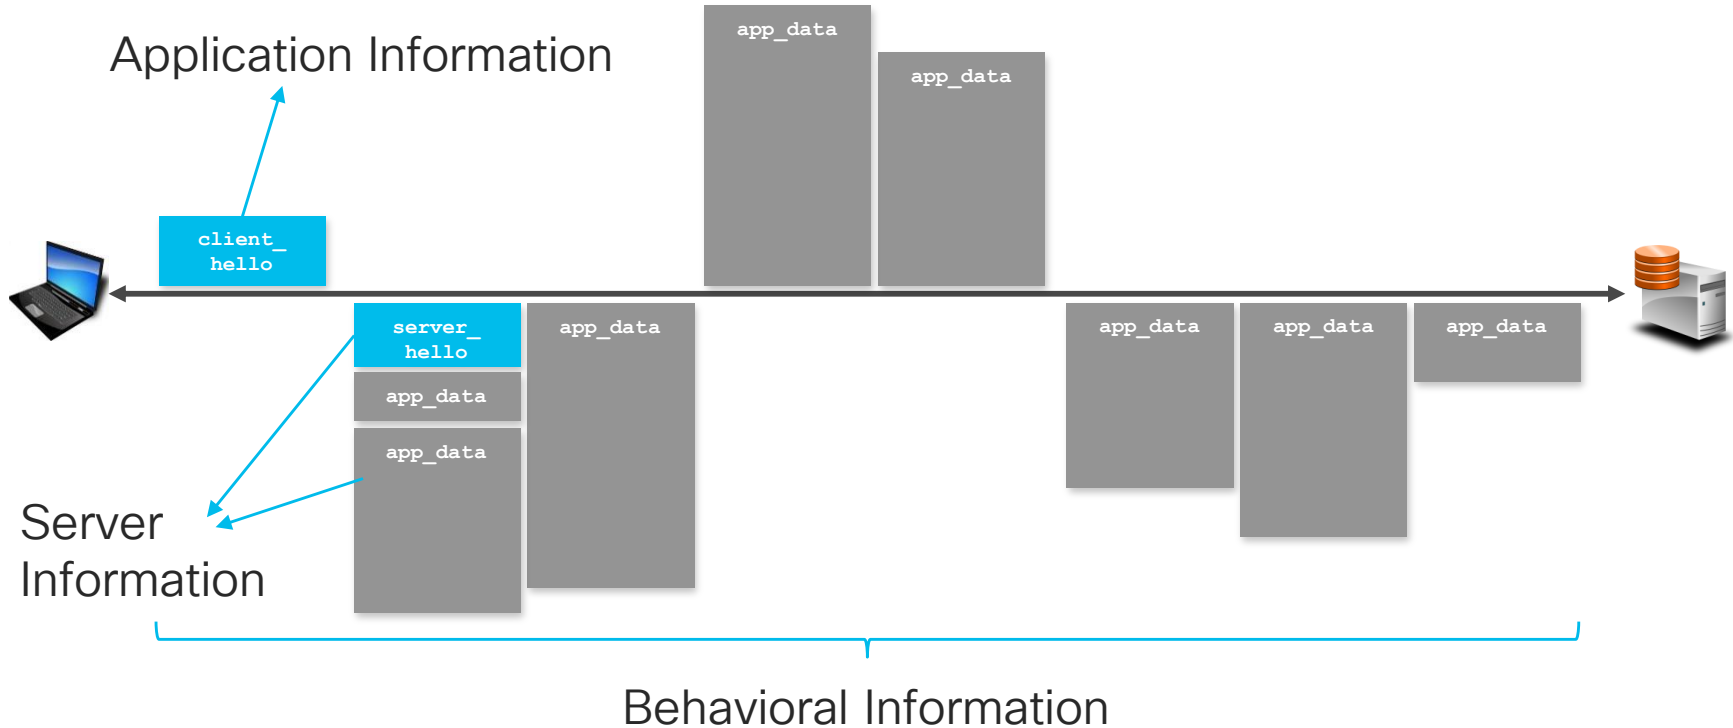 Application Information
app_data
app_data
client_
hello
server_
hello
app_data
app_data
app_data
app_data
app_data
app_data
Server
Information
Behavioral Information